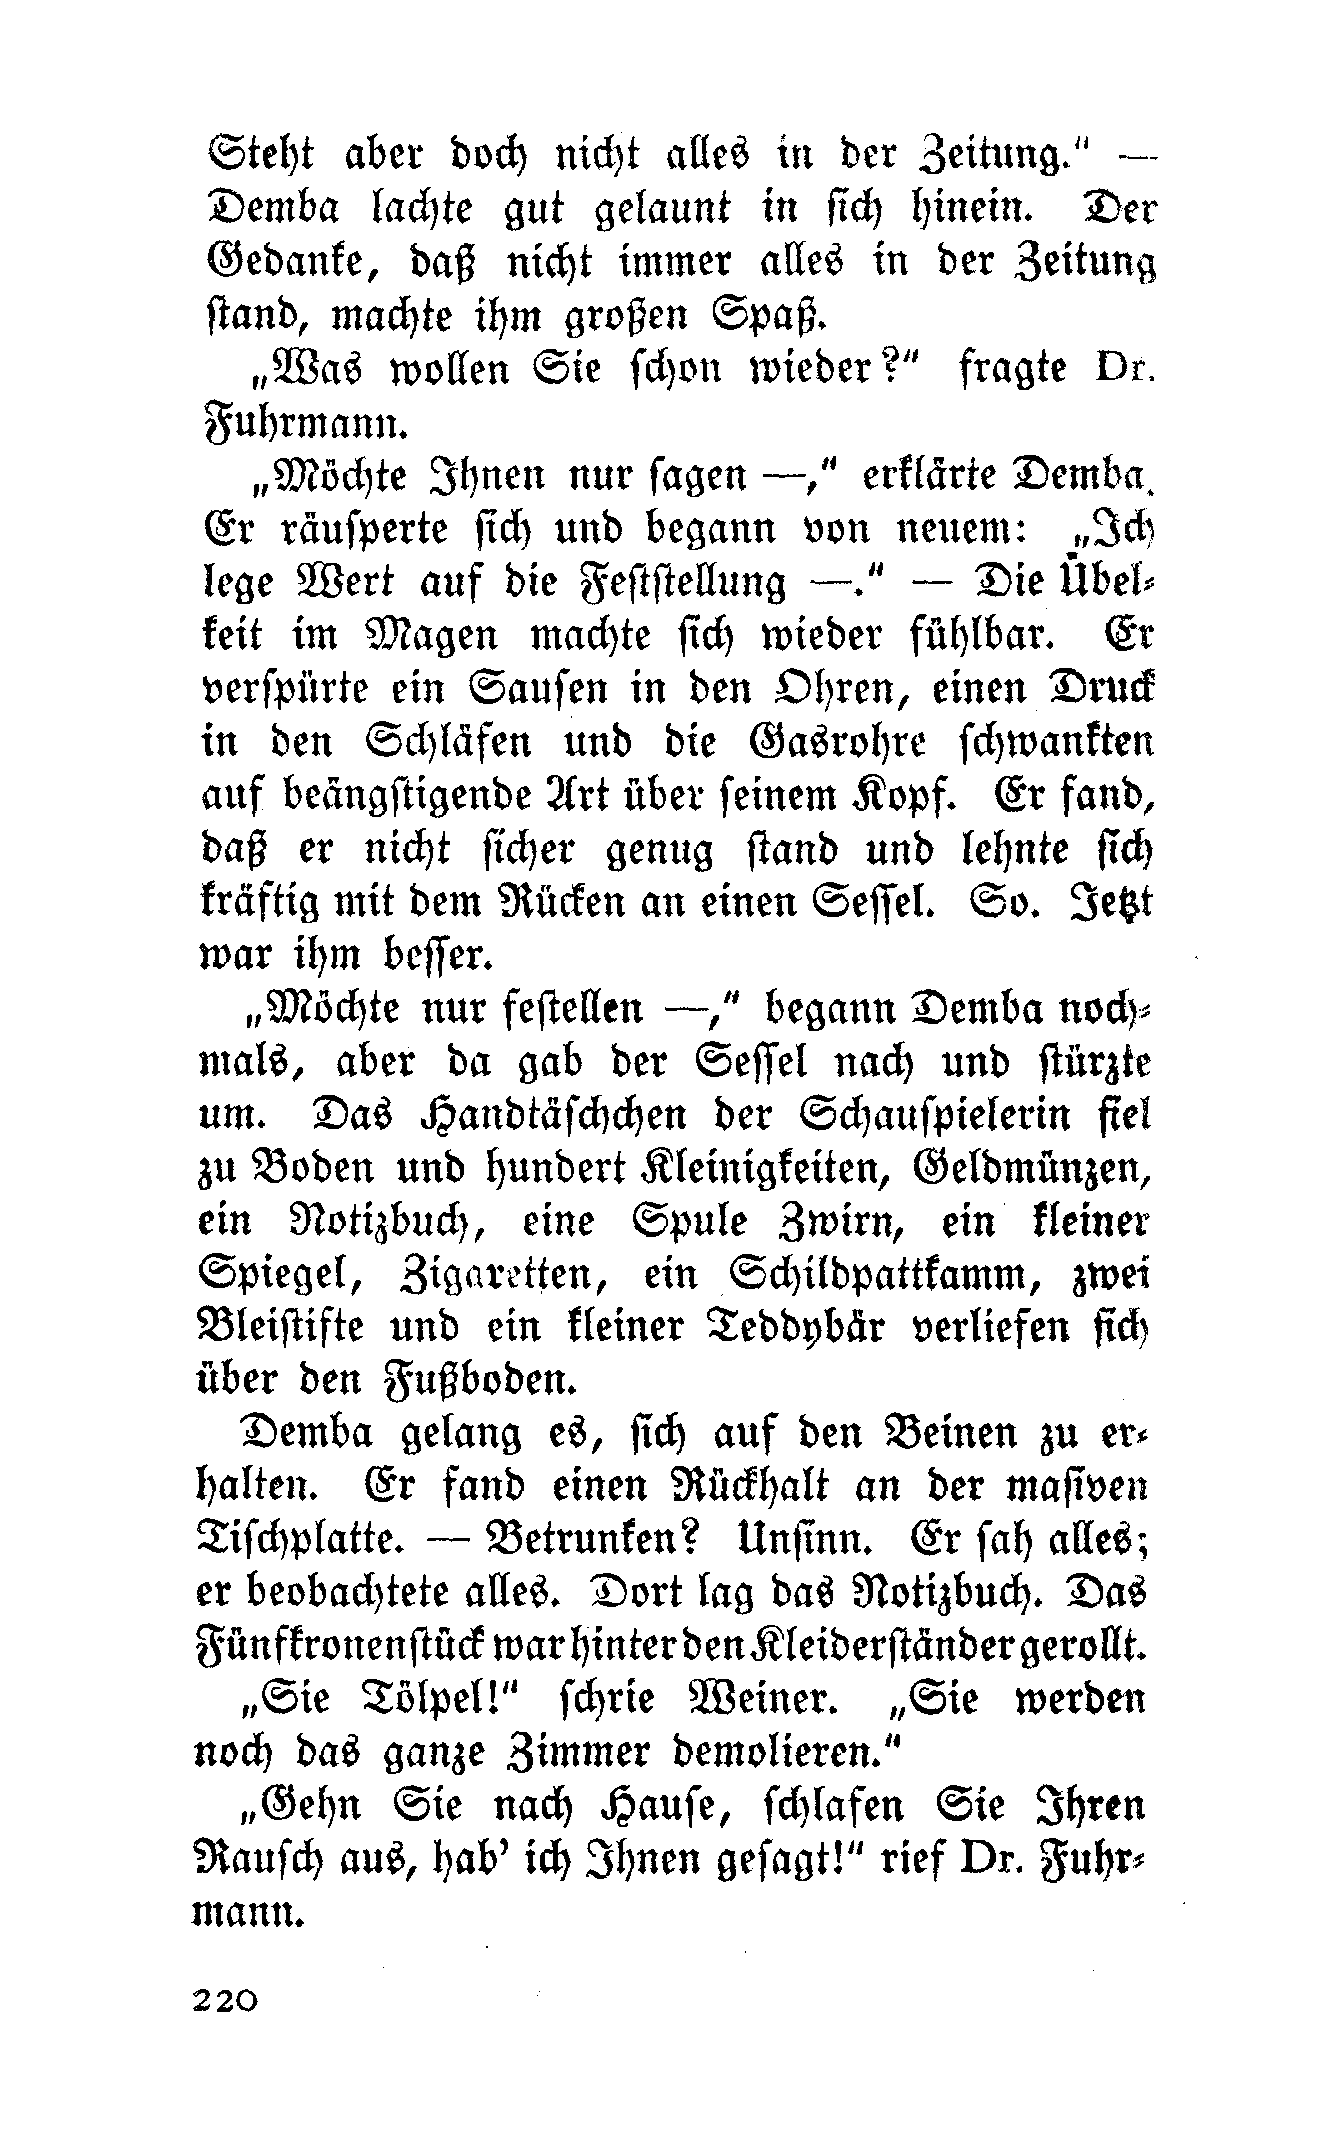 Steht aber doch nicht alles in der Zeitung.“ —
Demba lachte gut gelaunt in sich hinein. Der
Gedanke, daß nicht immer alles in der Zeitung
stand, machte ihm großen Spaß.
„Was wollen Sie schon wieder?“ fragte Dr.
Fuhrmann.
„Möchte Ihnen nur sagen —,“ erklärte Demba.
Er räusperte sich und begann von neuem: „Ich
lege Wert auf die Feststellung —.“ — Die Übel-
keit im Magen machte sich wieder fühlbar. Er
verspürte ein Sausen in den Ohren, einen Druck
in den Schläfen und die Gasrohre schwankten
auf beängstigende Art über seinem Kopf. Er fand,
daß er nicht sicher genug stand und lehnte sich
kräftig mit dem Rücken an einen Sessel. So. Jetzt
war ihm besser.
„Möchte nur festellen —,“ begann Demba noch-
mals, aber da gab der Sessel nach und stürzte
um. Das Handtäschchen der Schauspielerin fiel
zu Boden und hundert Kleinigkeiten, Geldmünzen,
ein Notizbuch, eine Spule Zwirn, ein kleiner
Spiegel, Zigaretten, ein Schildpattkamm, zwei
Bleistifte und ein kleiner Teddybär verliefen sich
über den Fußboden.
Demba gelang es, sich auf den Beinen zu er-
halten. Er fand einen Rückhalt an der masiven
Tischplatte. — Betrunken? Unsinn. Er sah alles;
er beobachtete alles. Dort lag das Notizbuch. Das
Fünfkronenstück war hinter den Kleiderständer gerollt.
„Sie Tölpel!“ schrie Weiner. „Sie werden
noch das ganze Zimmer demolieren.“
„Gehn Sie nach Hause, schlafen Sie Ihren
Rausch aus, hab’ ich Ihnen gesagt!“ rief Dr. Fuhr-
mann.
220